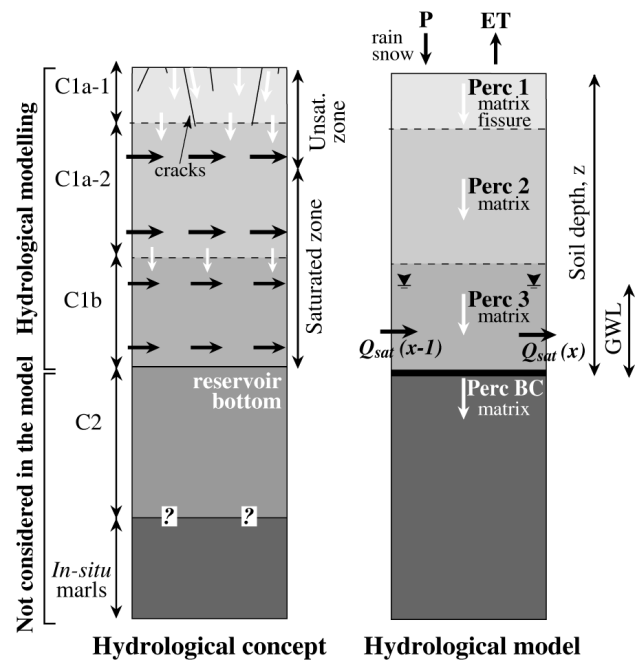 Hydrological modelling
Not considered in the model
C1a-1
C1a-2
C1b
C2
In-situ
marls
cracks
Unsat.
zone
Saturated zone
reservoir
bottom
? ?
Hydrological concept
P ET
rain
snow
Perc 1
matrix
fissure
Perc 2
matrix
Perc 3
matrix
Qsat (x-1) Qsat (x)
Perc BC
matrix
Soil depth, z
GWL
Hydrological model